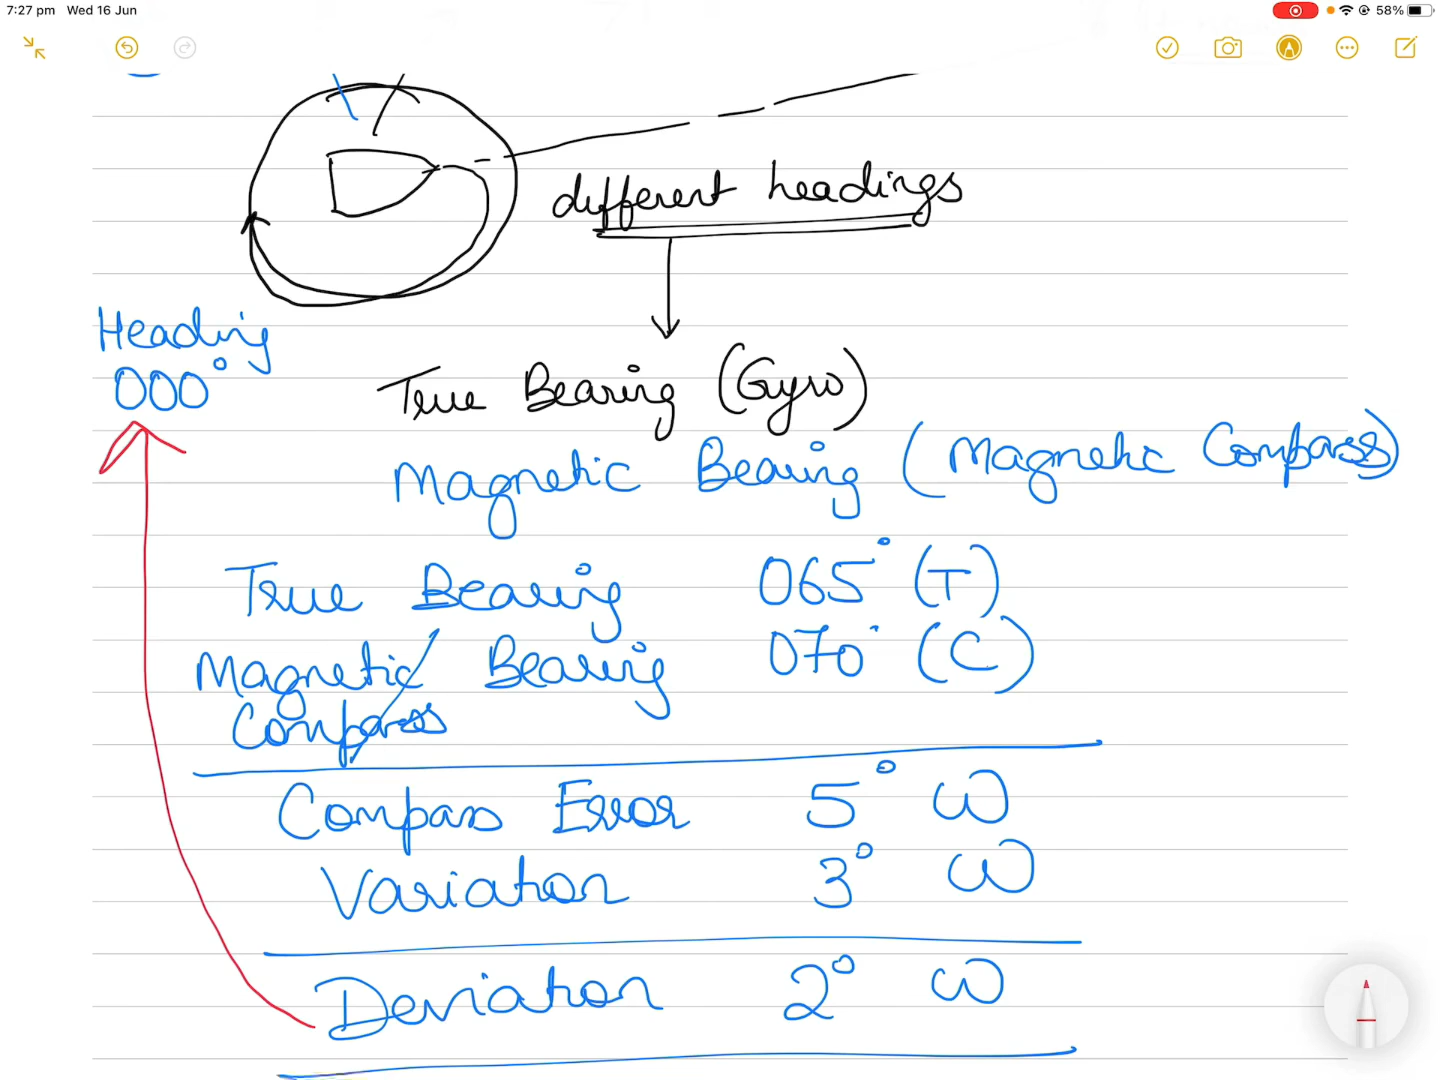 7:27 pm Wed 16 Jun 58%
different headings
Heading
000°
True Bearing (Gyro)
Magnetic Bearing (Magnetic Compass)
True Bearing 065° (T)
Magnetic Bearing 070° (C)
Compass
Compass Error 5° W
Variation 3° W
Deviation 2° W